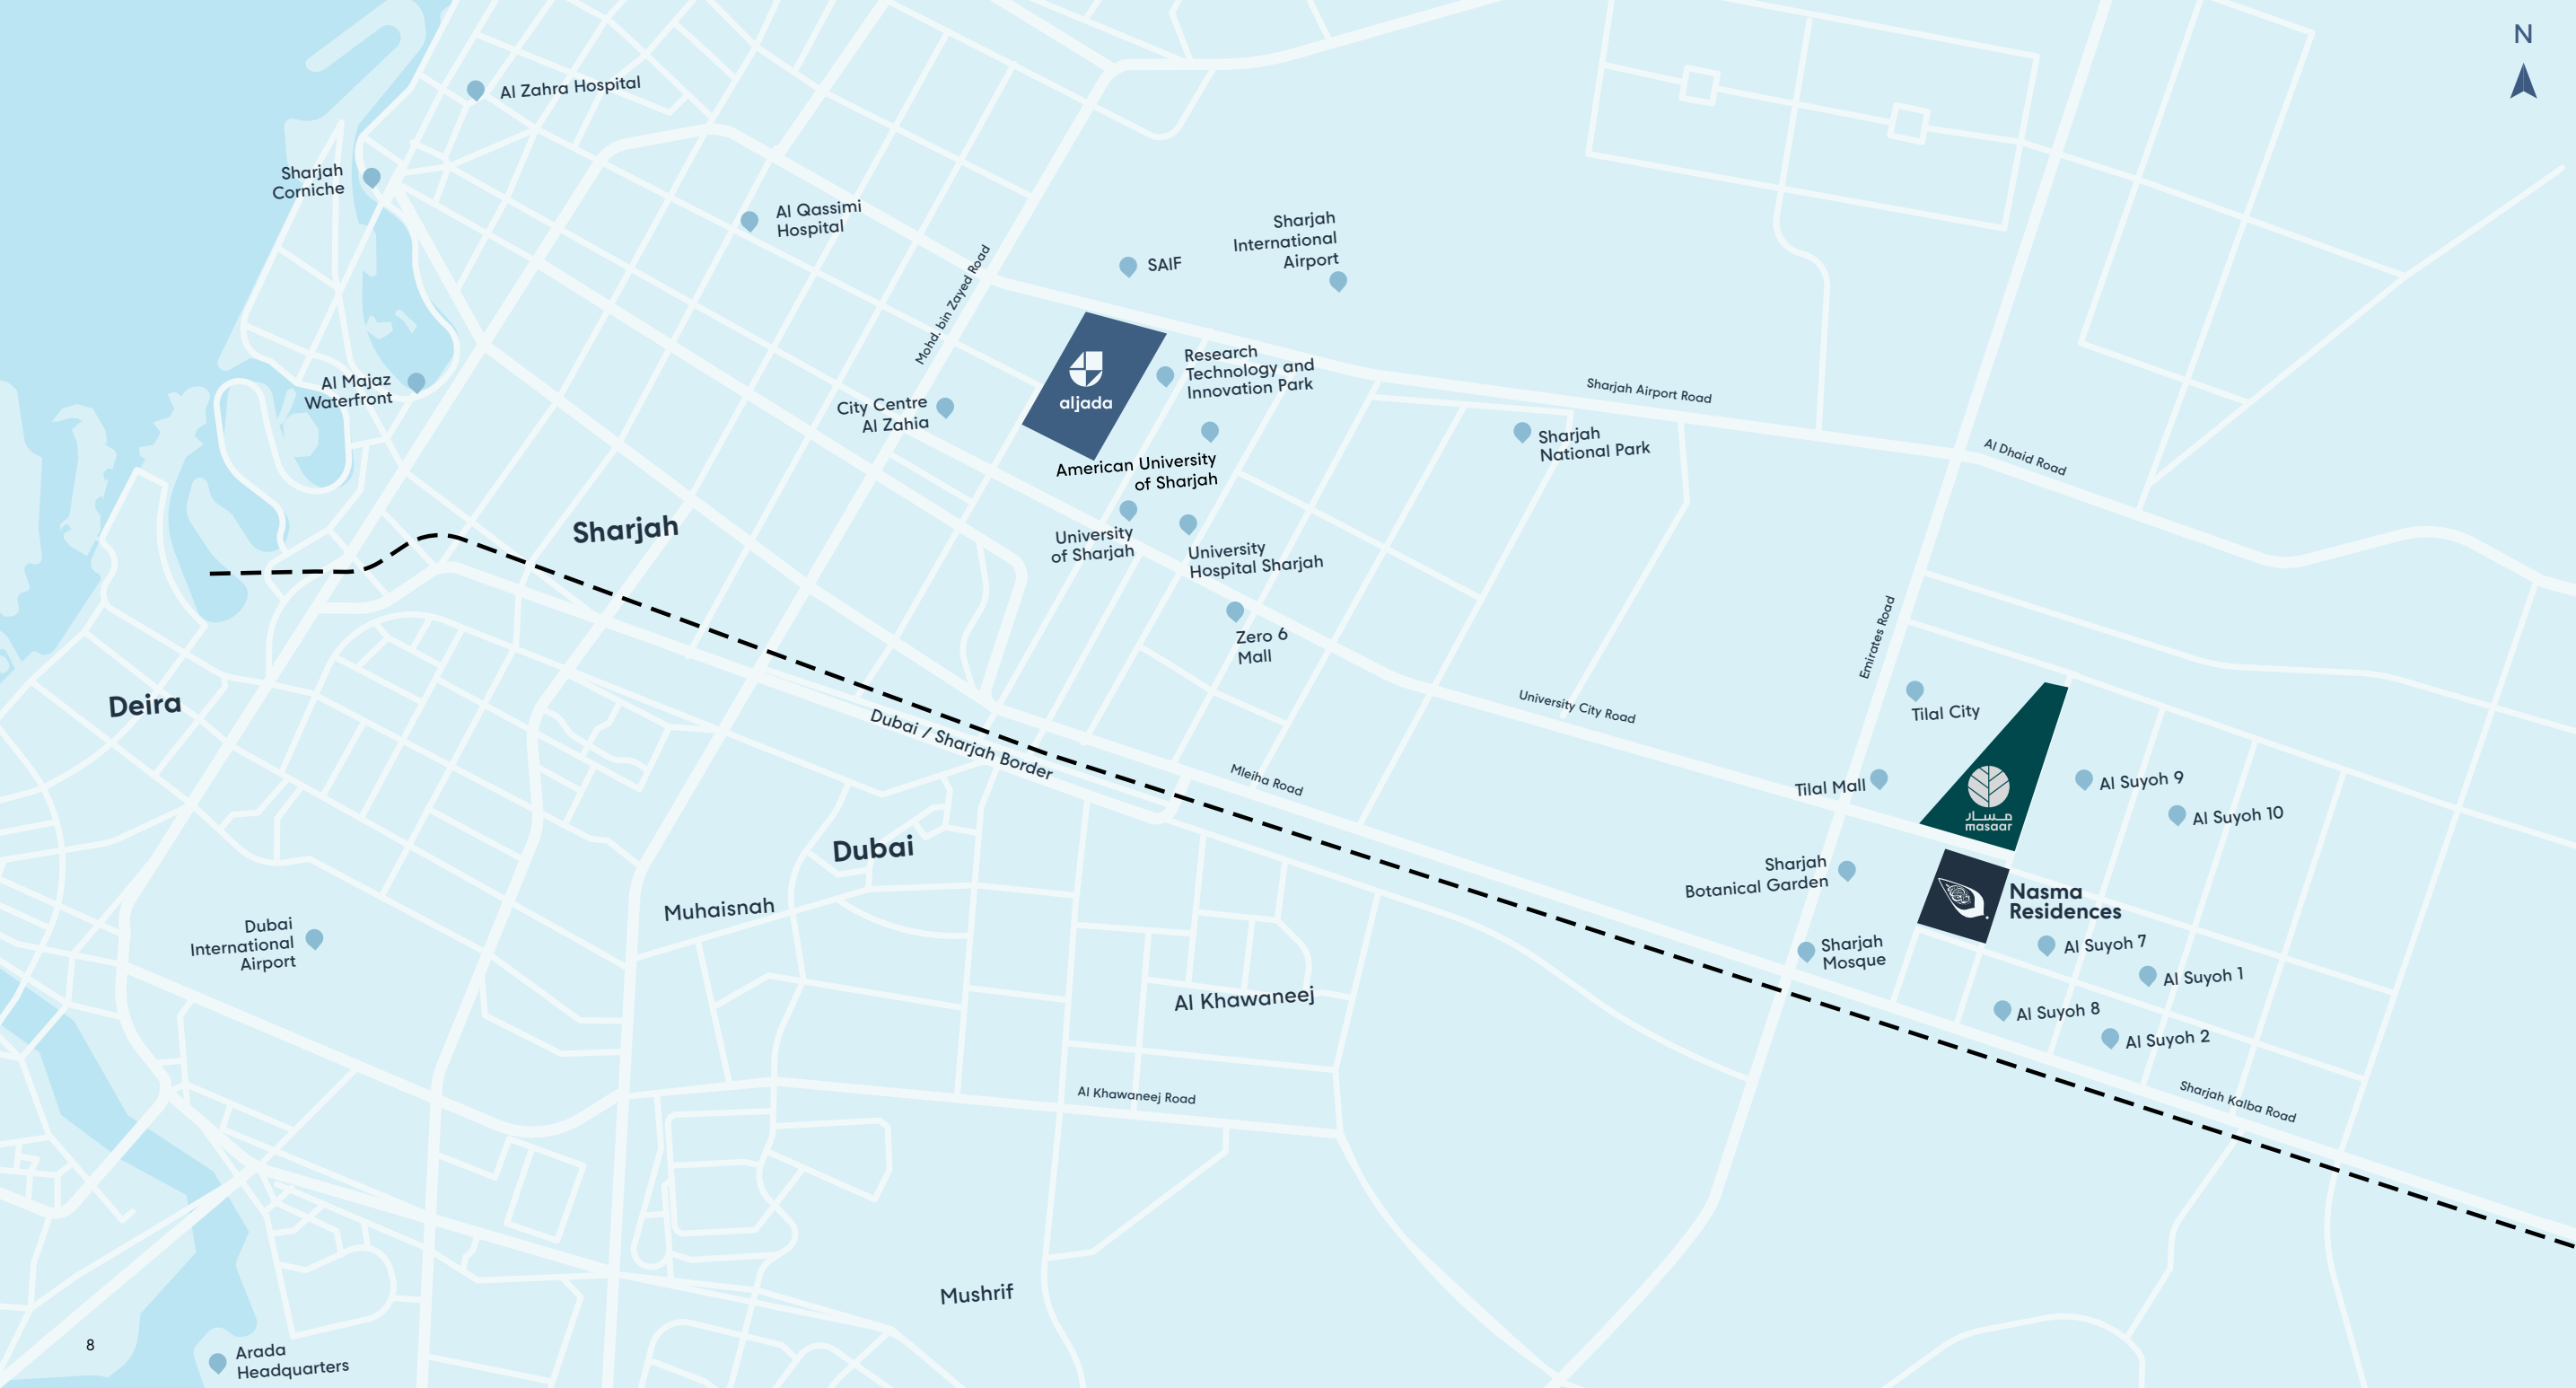 N
Al Zahra Hospital
Sharjah
Corniche
Al Qassimi
Hospital
Sharjah
International
Airport
SAIF
Mohd. bin Zayed Road
Al Majaz
Waterfront
City Centre
Al Zahia
aljada
Research
Technology and
Innovation Park
Sharjah Airport Road
American University
of Sharjah
Sharjah
National Park
Al Dhaid Road
Sharjah
University
of Sharjah
University
Hospital Sharjah
Zero 6
Mall
Emirates Road
Deira
Dubai / Sharjah Border
University City Road
Tilal City
Mleiha Road
Tilal Mall
مسار
masaar
Al Suyoh 9
Al Suyoh 10
Dubai
Muhaisnah
Sharjah
Botanical Garden
Nasma
Residences
Dubai
International
Airport
Sharjah
Mosque
Al Suyoh 7
Al Suyoh 1
Al Khawaneej
Al Suyoh 8
Al Suyoh 2
Al Khawaneej Road
Sharjah Kalba Road
Mushrif
8
Arada
Headquarters